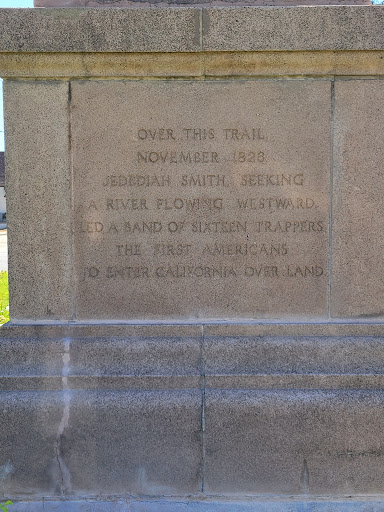 OVER THIS TRAIL,
NOVEMBER 1826
JEDEDIAH SMITH, SEEKING
A RIVER FLOWING WESTWARD,
LED A BAND OF SIXTEEN TRAPPERS
THE FIRST AMERICANS
TO ENTER CALIFORNIA OVER LAND